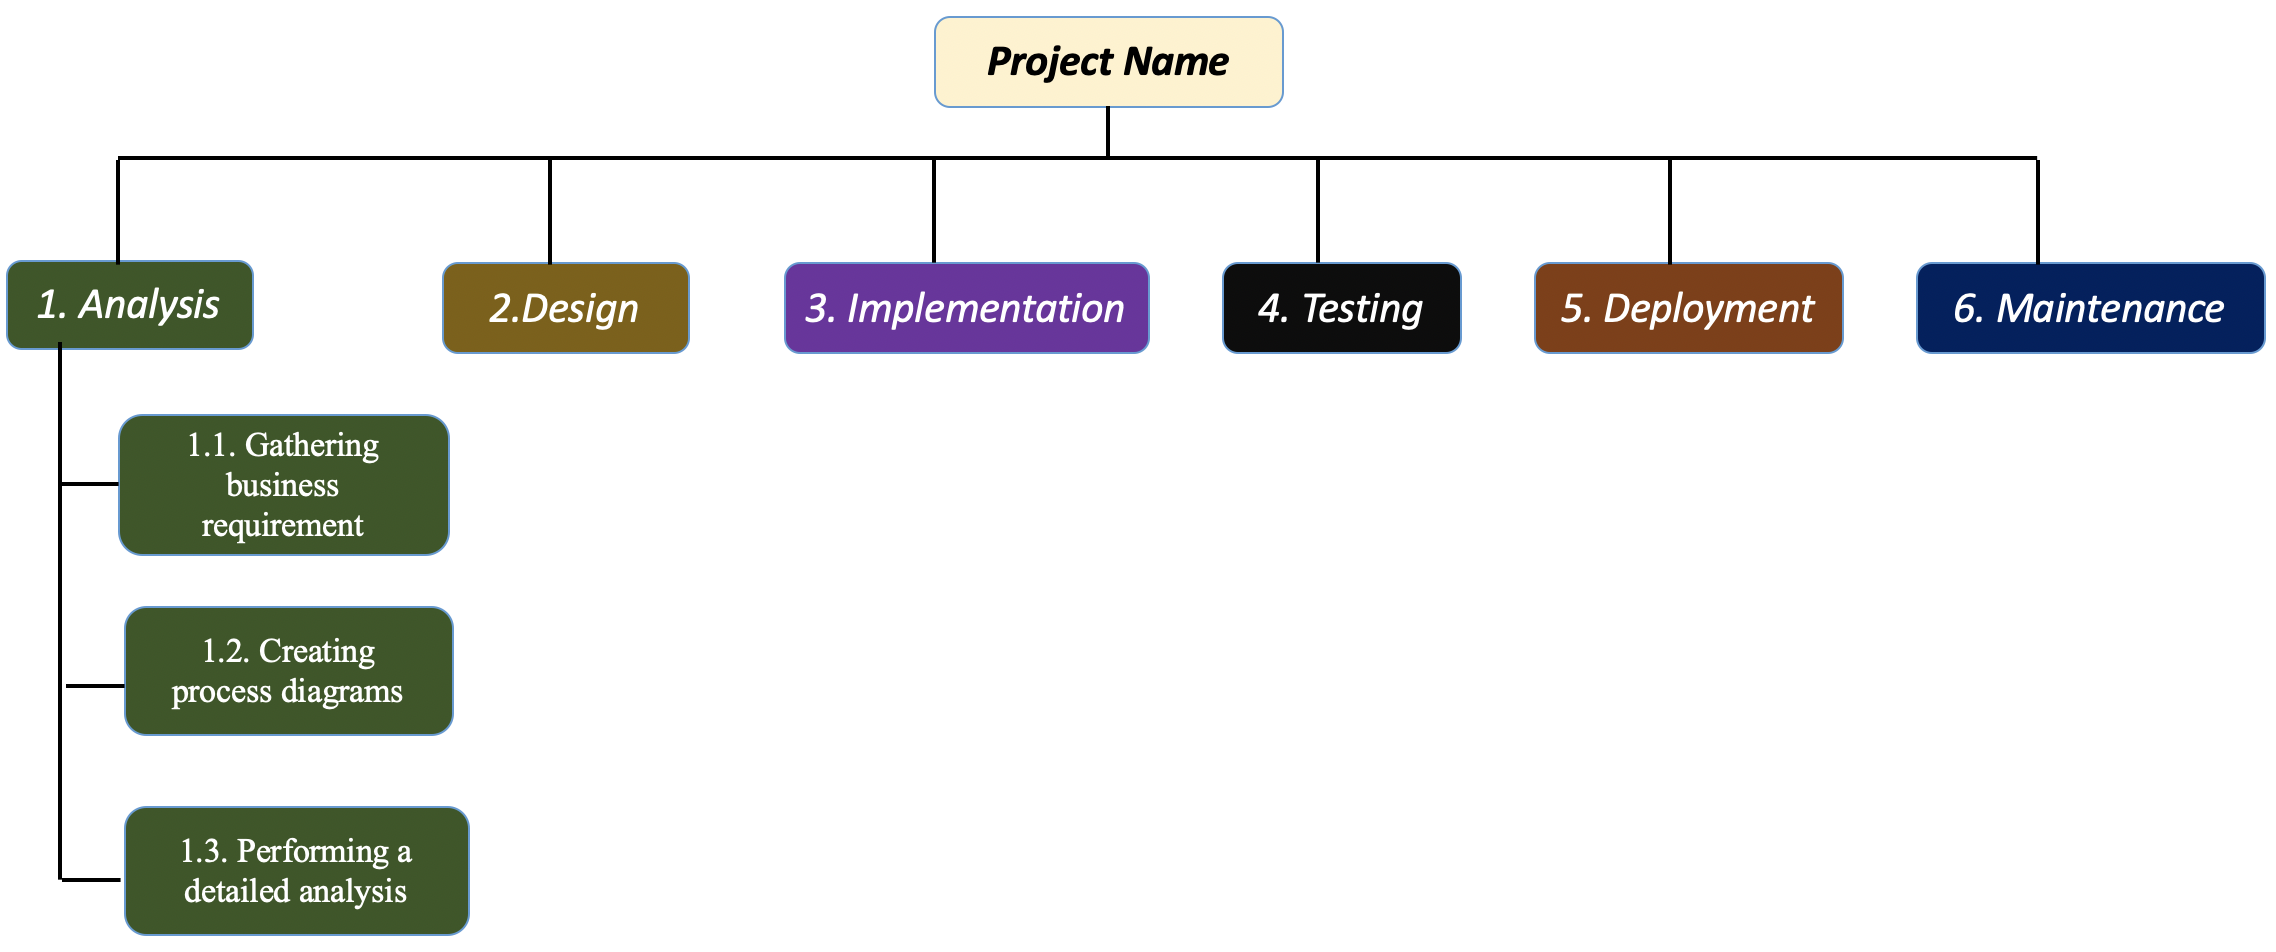 Project Name
1. Analysis
2.Design
3. Implementation
4. Testing
5. Deployment
6. Maintenance
1.1. Gathering
business
requirement
1.2. Creating
process diagrams
1.3. Performing a
detailed analysis